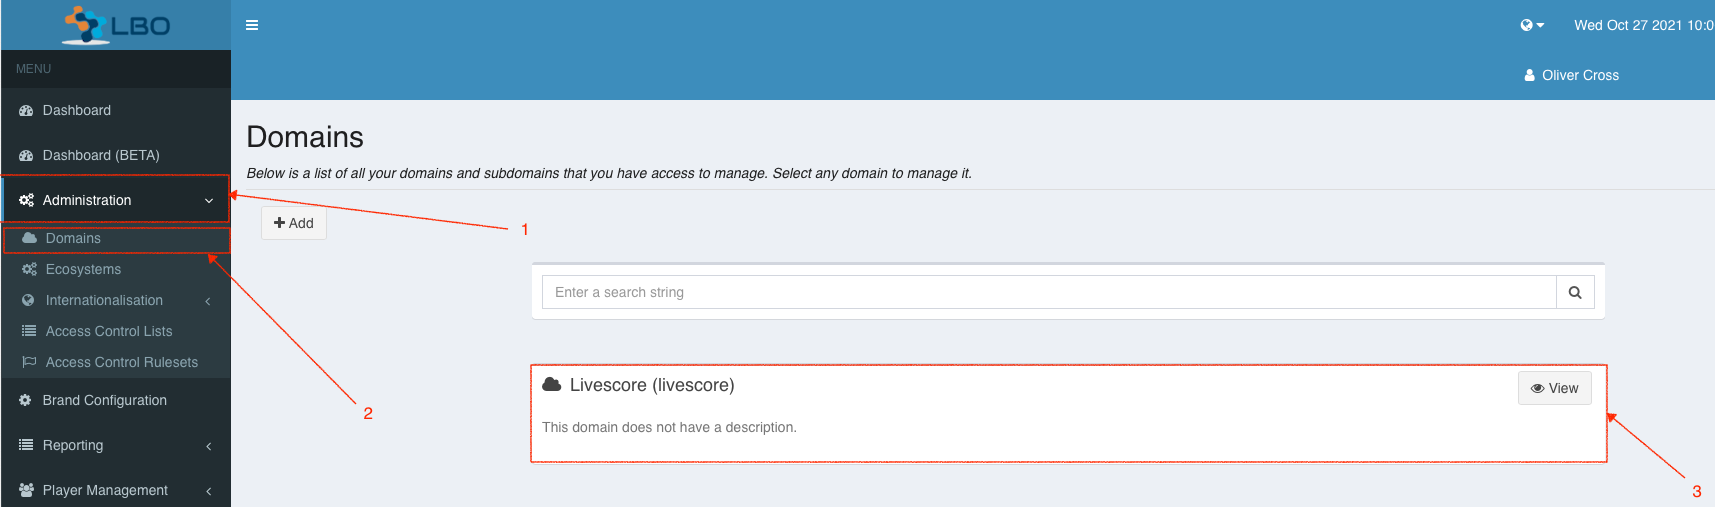 LBO
Wed Oct 27 2021 10:0
Oliver Cross
MENU
Dashboard
Dashboard (BETA)
Administration
Domains
Ecosystems
Internationalisation
Access Control Lists
Access Control Rulesets
Brand Configuration
Reporting
Player Management
Domains
Below is a list of all your domains and subdomains that you have access to manage. Select any domain to manage it.
Add
1
Enter a search string
2
Livescore (livescore)
View
This domain does not have a description.
3